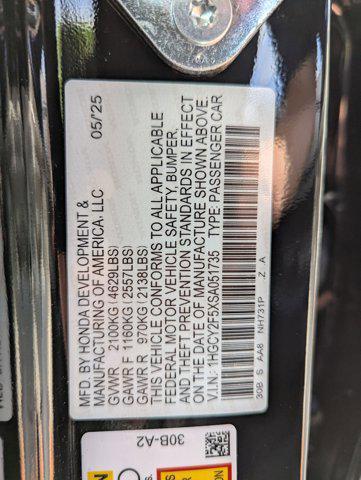 MFD. BY HONDA DEVELOPMENT &
MANUFACTURING OF AMERICA, LLC 05/25
GVWR 2100KG (4629LBS)
GAWR F 1160KG (2557LBS)
GAWR R 970KG (2138LBS)
THIS VEHICLE CONFORMS TO ALL APPLICABLE
FEDERAL MOTOR VEHICLE SAFETY, BUMPER,
AND THEFT PREVENTION STANDARDS IN EFFECT
ON THE DATE OF MANUFACTURE SHOWN ABOVE.
V.I.N.: 1HGCY2F5XSA051735 TYPE: PASSENGER CAR
30B S AA8 NH731P Z A
30B-A2